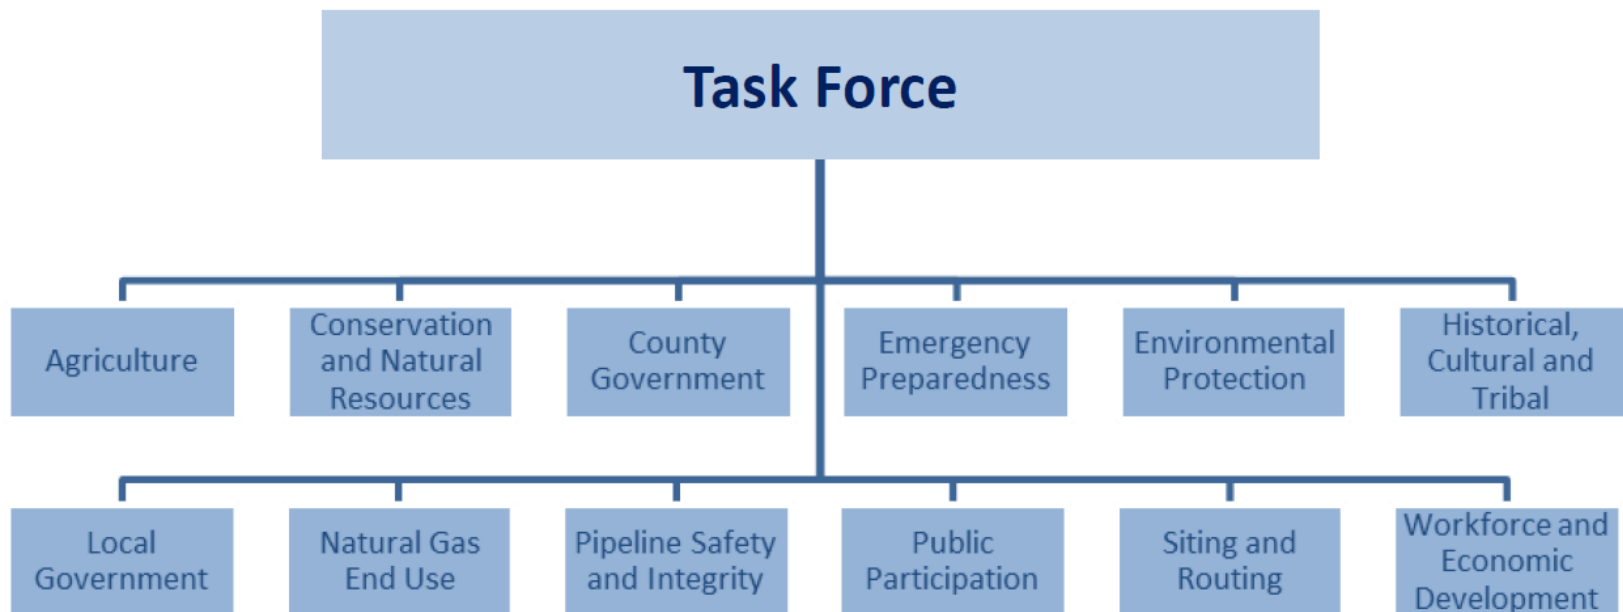 Task Force
Agriculture
Conservation
and Natural
Resources
County
Government
Emergency
Preparedness
Environmental
Protection
Historical,
Cultural and
Tribal
Local
Government
Natural Gas
End Use
Pipeline Safety
and Integrity
Public
Participation
Siting and
Routing
Workforce and
Economic
Development